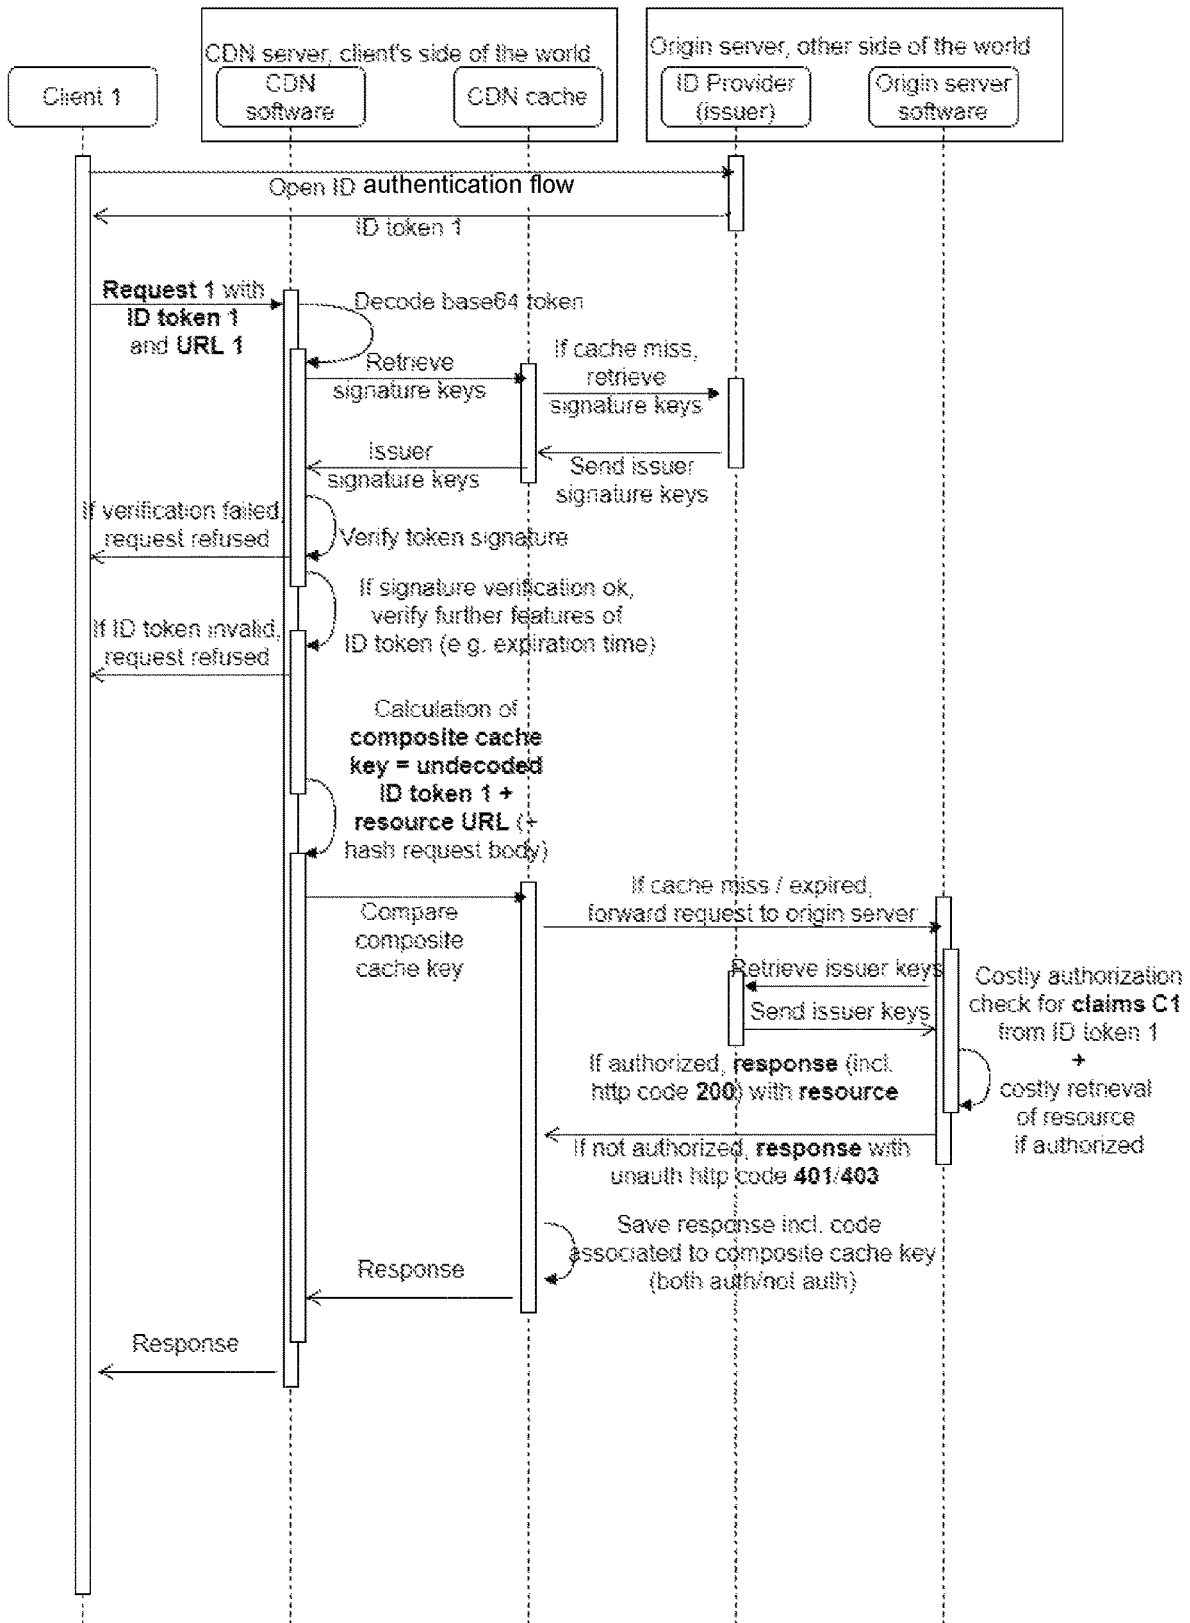 CDN server, client's side of the world
Origin server, other side of the world
Client 1
CDN
software
CDN cache
ID Provider
(issuer)
Origin server
software
Open ID authentication flow
ID token 1
Request 1 with
ID token 1
and URL 1
Decode base64 token
Retrieve
signature keys
If cache miss,
retrieve
signature keys
Issuer
signature keys
Send issuer
signature keys
If verification failed,
request refused
Verify token signature
If signature verification ok,
verify further features of
ID token (e g. expiration time)
If ID token invalid,
request refused
Calculation of
composite cache
key = undecoded
ID token 1 +
resource URL (+
hash request body)
Compare
composite
cache key
If cache miss / expired,
forward request to origin server
Retrieve issuer keys
Send issuer keys
Costly authorization
check for claims C1
from ID token 1
+
costly retrieval
of resource
if authorized
If authorized, response (incl.
http code 200) with resource
If not authorized, response with
unauth http code 401/403
Save response incl. code
associated to composite cache key
(both auth/not auth)
Response
Response